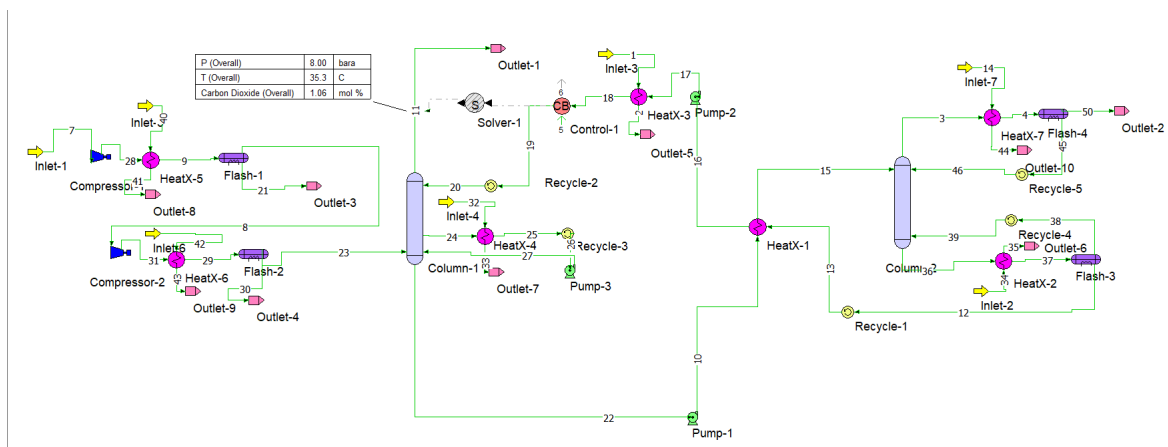 P (Overall) 8.00 bara
T (Overall) 35.3 C
Carbon Dioxide (Overall) 1.06 mol %
Outlet-1
Inlet-3
1
17
6
18
CB
S
Solver-1
Control-1
5
2
HeatX-3
Pump-2
Outlet-5
11
19
16
20
Recycle-2
7
Inlet-1
40
28
9
Flash-1
41
HeatX-5
21
Outlet-3
Outlet-8
8
Inlet-6
42
Compressor-2
31
29
Flash-2
HeatX-6
43
30
Outlet-9
Outlet-4
23
Inlet-4
32
24
25
HeatX-4
26
Recycle-3
27
33
Column-1
Outlet-7
Pump-3
22
Pump-1
10
HeatX-1
15
13
Inlet-7
14
3
4
50
Outlet-2
HeatX-7
Flash-4
44
Outlet-10
45
46
Recycle-5
38
Recycle-4
39
35
Outlet-6
36
37
HeatX-2
Flash-3
34
Inlet-2
12
Recycle-1